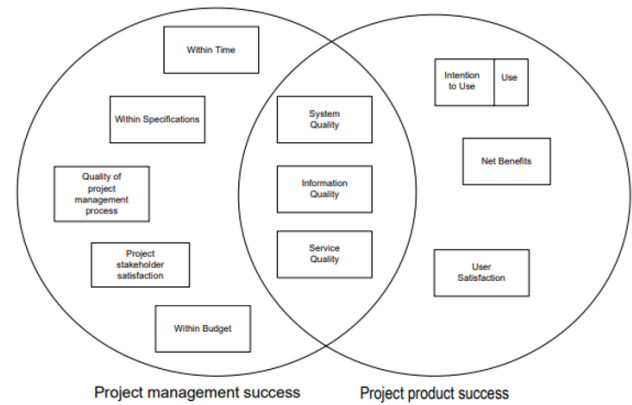 Within Time
Within Specifications
Quality of
project
management
process
Project
stakeholder
satisfaction
Within Budget
System
Quality
Information
Quality
Service
Quality
Intention
to Use
Use
Net Benefits
User
Satisfaction
Project management success
Project product success